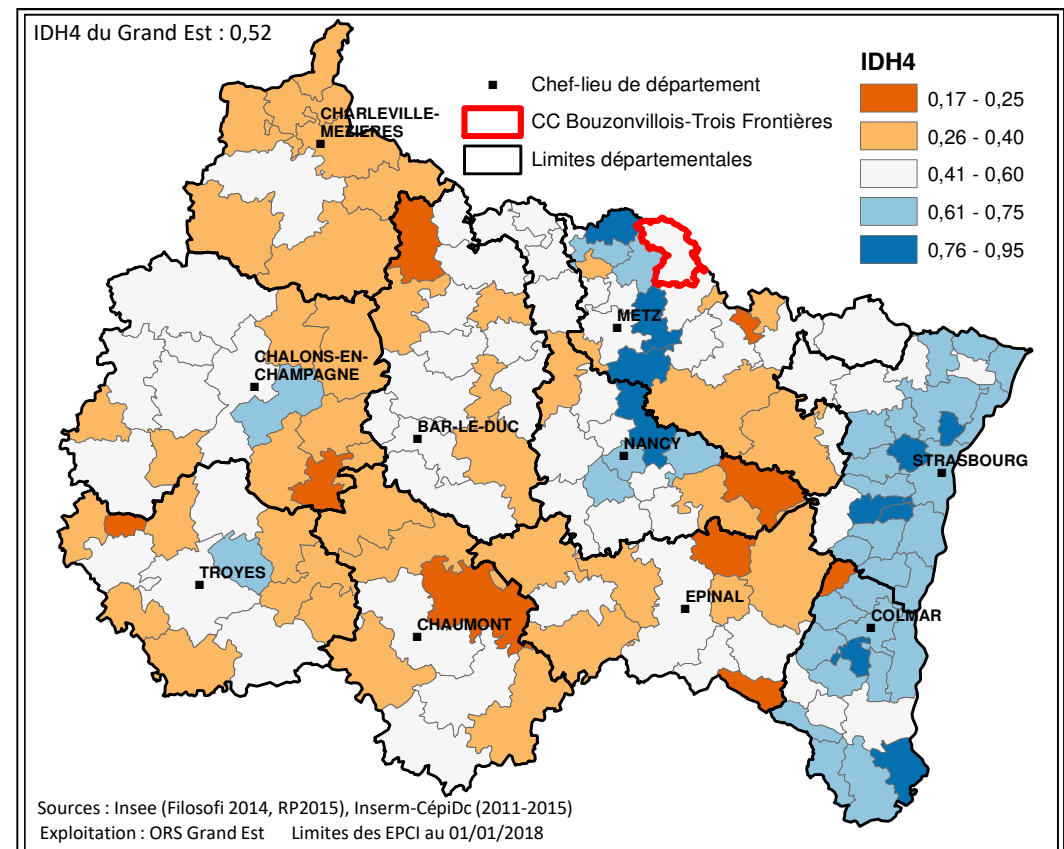 IDH4 du Grand Est : 0,52
IDH4
Chef-lieu de département
CC Bouzonvillois-Trois Frontières
Limites départementales
0,17 - 0,25
0,26 - 0,40
0,41 - 0,60
0,61 - 0,75
0,76 - 0,95
CHARLEVILLE-
MEZIERES
METZ
CHALONS-EN-
CHAMPAGNE
BAR-LE-DUC
NANCY
STRASBOURG
TROYES
EPINAL
CHAUMONT
COLMAR
Sources : Insee (Filosofi 2014, RP2015), Inserm-CépiDc (2011-2015)
Exploitation : ORS Grand Est Limites des EPCI au 01/01/2018